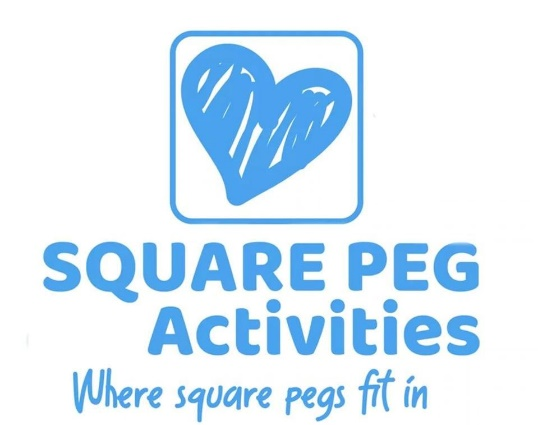 SQUARE PEG
Activities
Where square pegs fit in